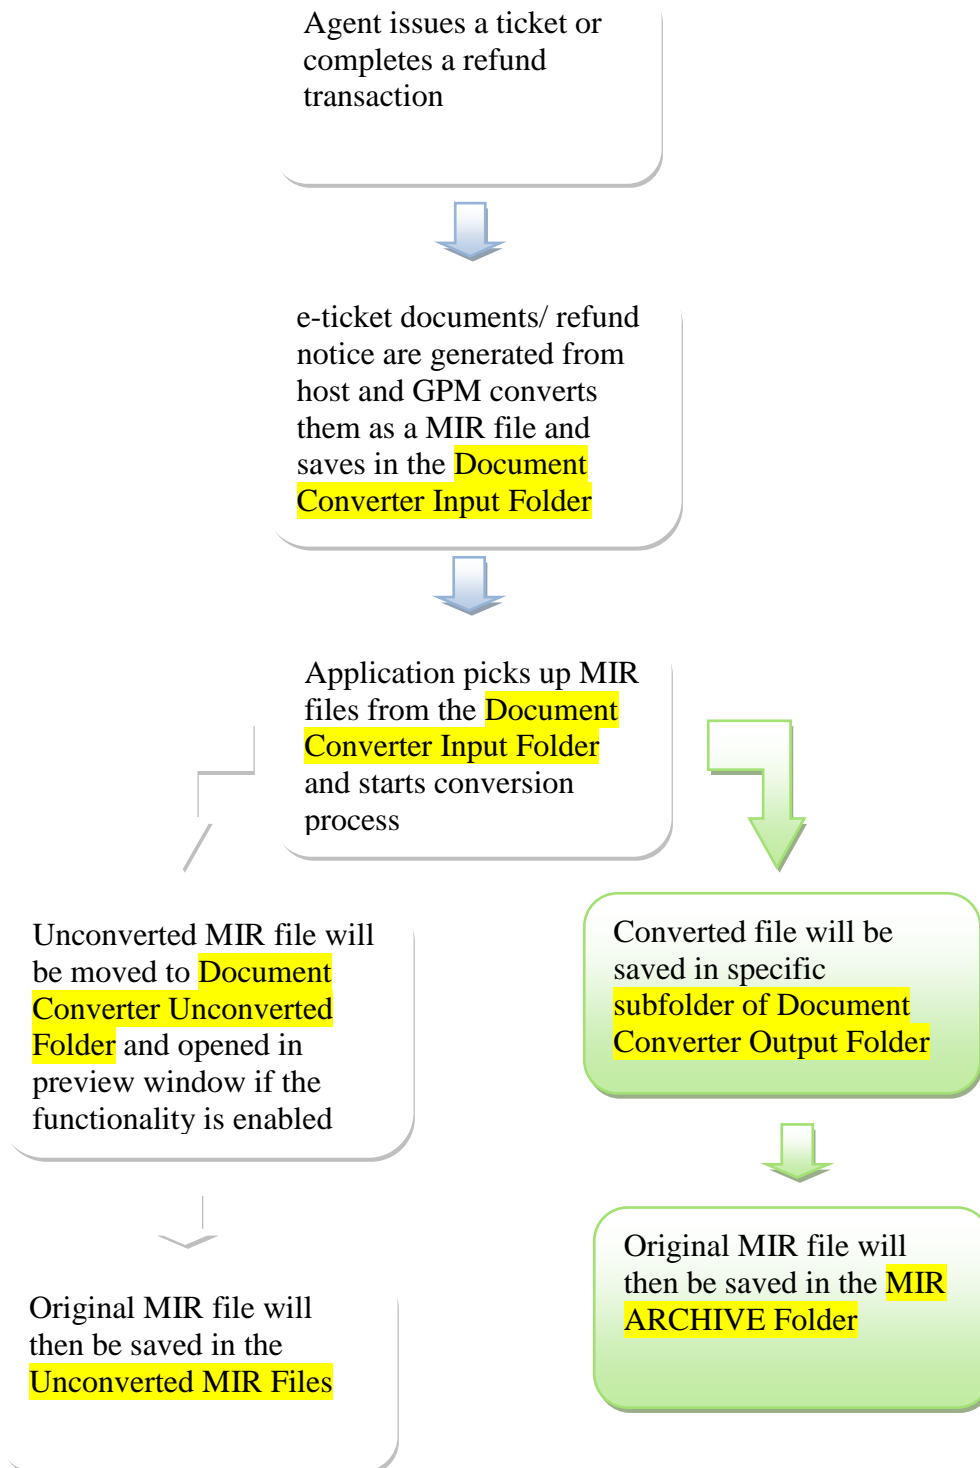 Agent issues a ticket or
completes a refund
transaction
e-ticket documents/ refund
notice are generated from
host and GPM converts
them as a MIR file and
saves in the Document
Converter Input Folder
Application picks up MIR
files from the Document
Converter Input Folder
and starts conversion
process
Unconverted MIR file will
be moved to Document
Converter Unconverted
Folder and opened in
preview window if the
functionality is enabled
Original MIR file will
then be saved in the
Unconverted MIR Files
Converted file will be
saved in specific
subfolder of Document
Converter Output Folder
Original MIR file will
then be saved in the MIR
ARCHIVE Folder